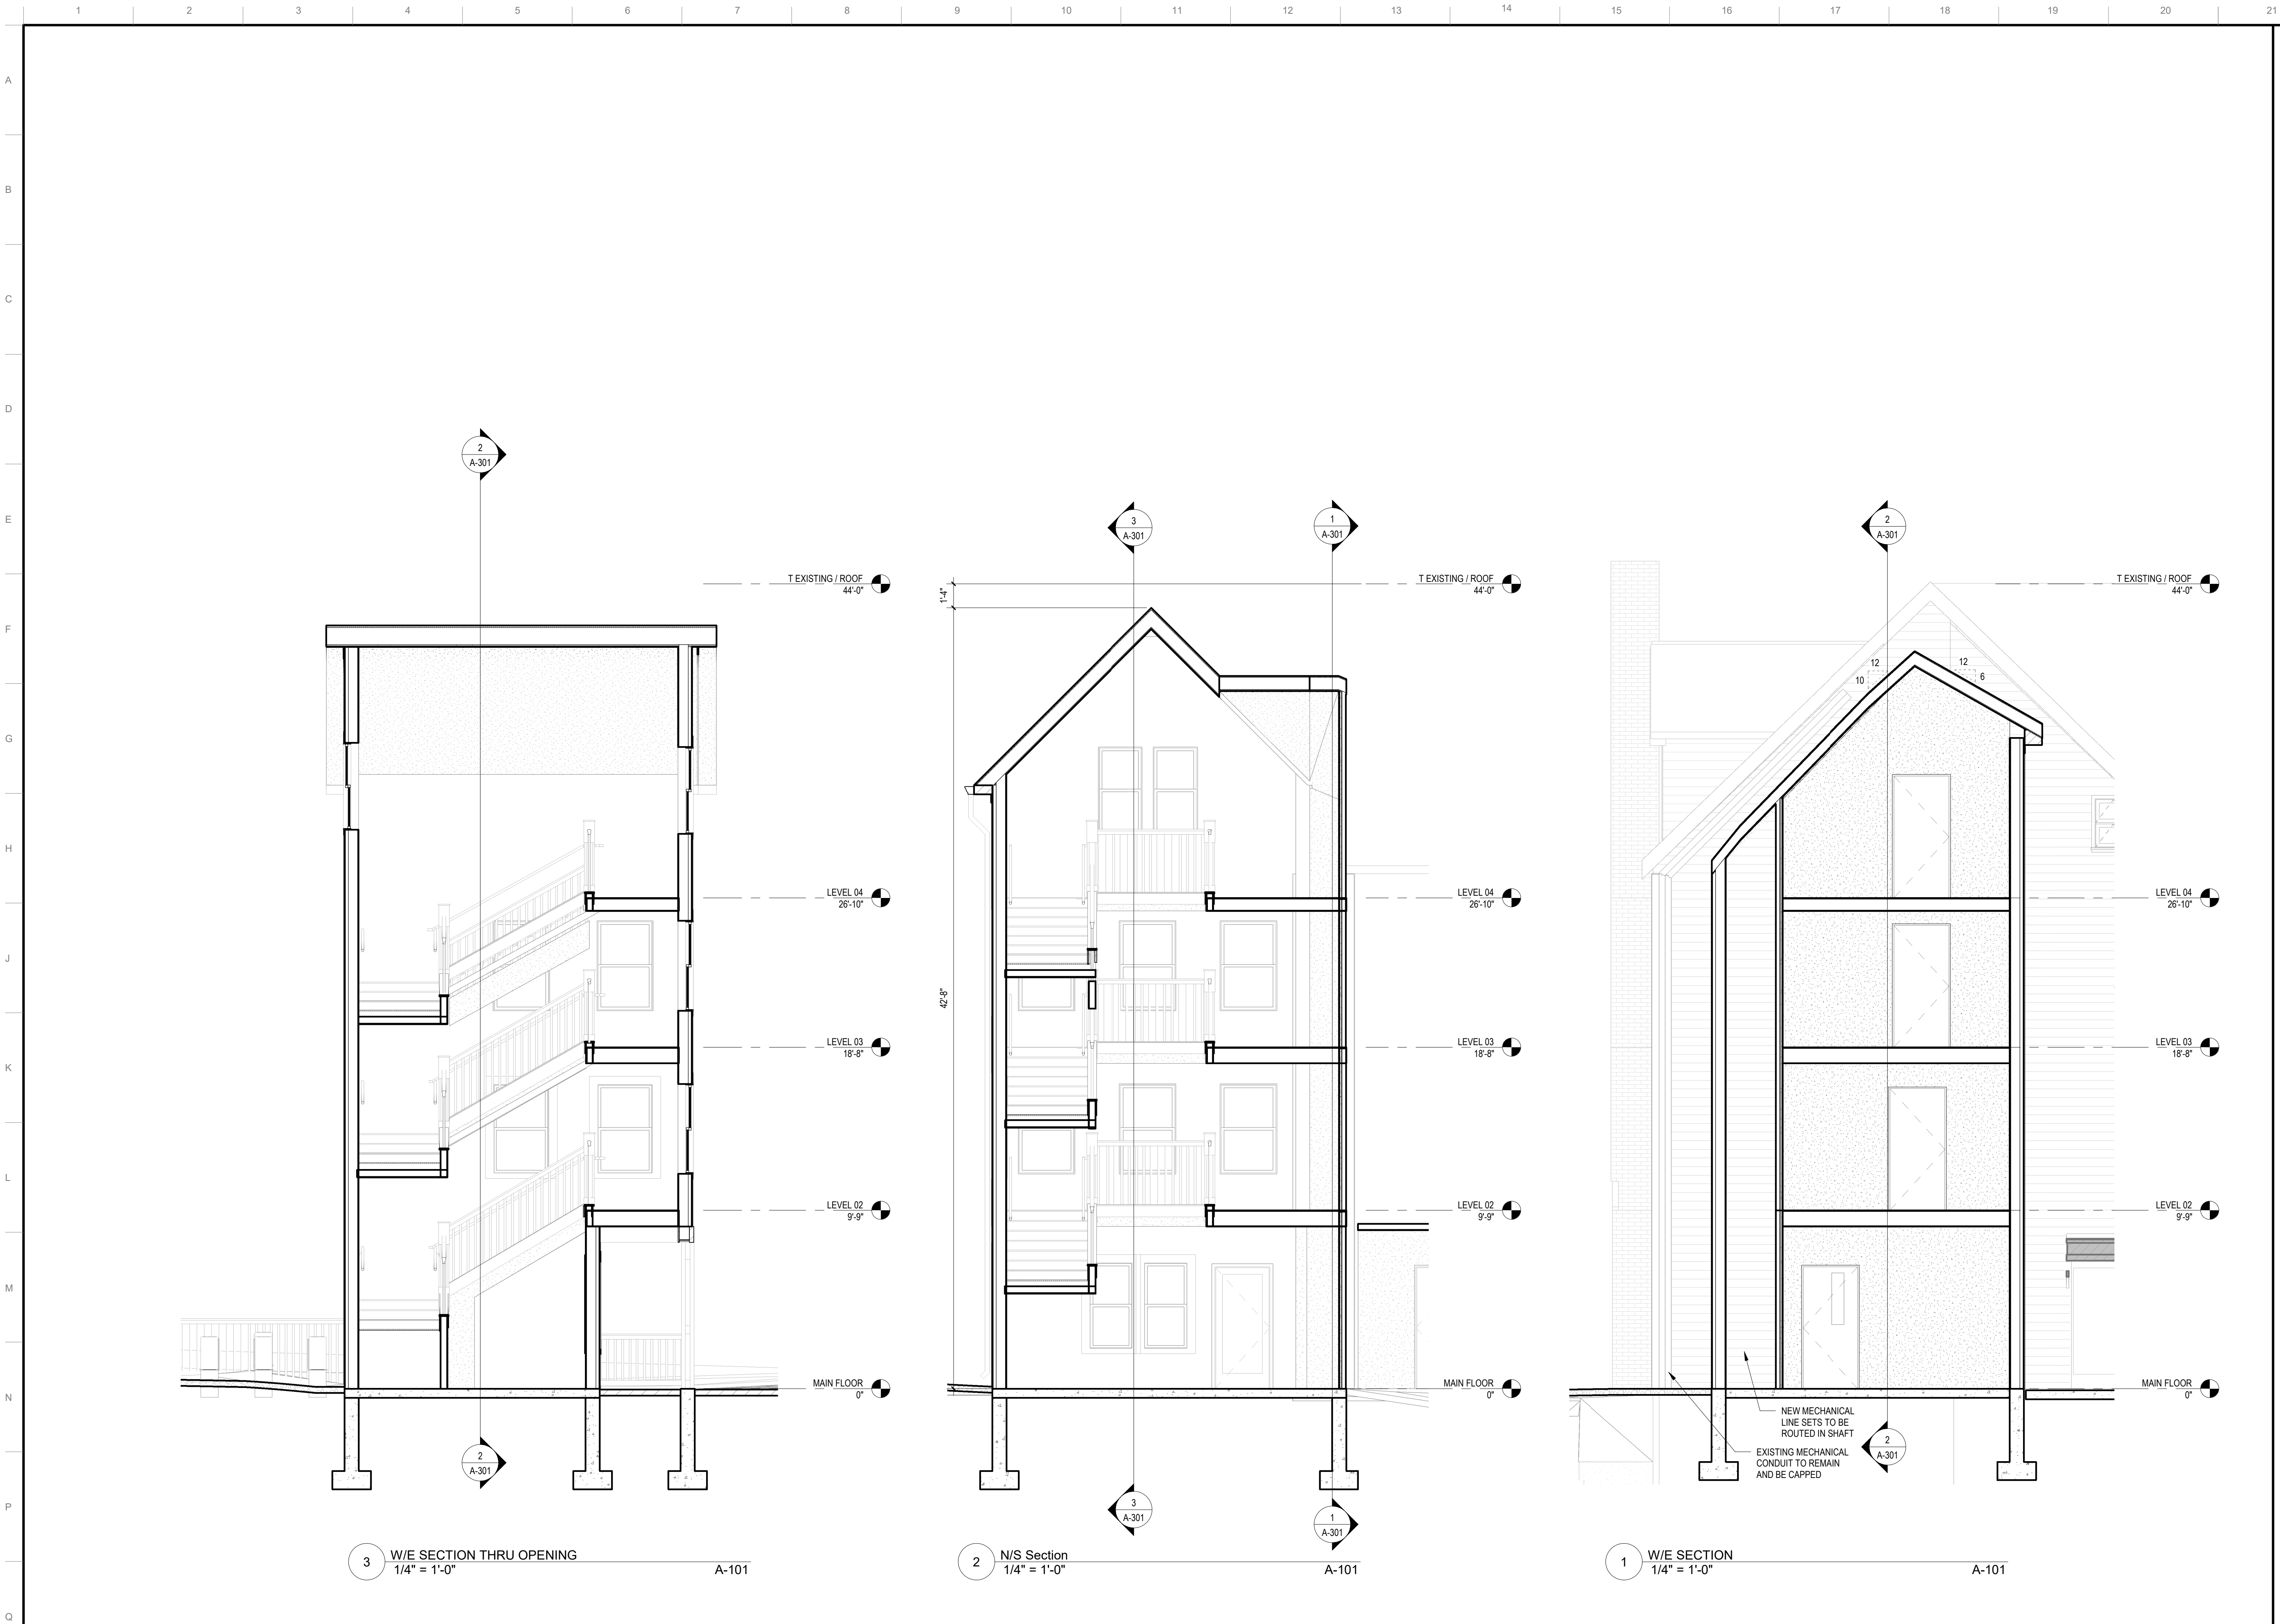 1 2 3 4 5 6 7 8 9 10 11 12 13 14 15 16 17 18 19 20 21
A
B
C
D
E
F
G
H
J
K
L
M
N
P
Q
2
A-301
T EXISTING / ROOF
44'-0"
LEVEL 04
26'-10"
LEVEL 03
18'-8"
LEVEL 02
9'-9"
MAIN FLOOR
0"
2
A-301
3
W/E SECTION THRU OPENING
1/4" = 1'-0"
A-101
3
A-301
1
A-301
1'-4"
42'-8"
T EXISTING / ROOF
44'-0"
LEVEL 04
26'-10"
LEVEL 03
18'-8"
LEVEL 02
9'-9"
MAIN FLOOR
0"
3
A-301
1
A-301
2
N/S Section
1/4" = 1'-0"
A-101
2
A-301
12
10
12
6
T EXISTING / ROOF
44'-0"
LEVEL 04
26'-10"
LEVEL 03
18'-8"
LEVEL 02
9'-9"
MAIN FLOOR
0"
NEW MECHANICAL
LINE SETS TO BE
ROUTED IN SHAFT
EXISTING MECHANICAL
CONDUIT TO REMAIN
AND BE CAPPED
2
A-301
1
W/E SECTION
1/4" = 1'-0"
A-101